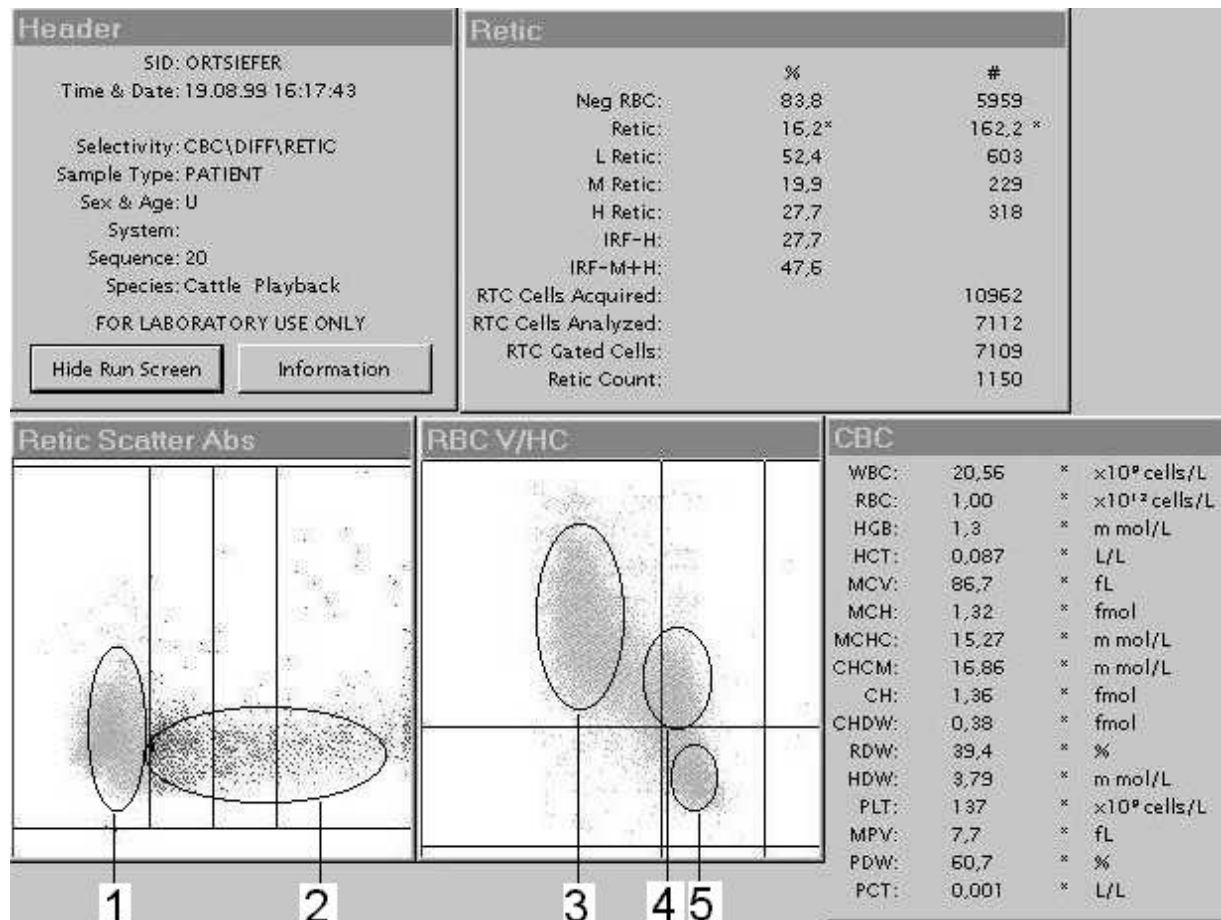 Header
SID: ORTSIEFER
Time & Date: 19.08.99 16:17:43
Selectivity: CBC\DIFF\RETIC
Sample Type: PATIENT
Sex & Age: U
System:
Sequence: 20
Species: Cattle Playback
FOR LABORATORY USE ONLY
Hide Run Screen Information
Retic
% #
Neg RBC: 83,8 5959
Retic: 16,2* 162,2 *
L Retic: 52,4 603
M Retic: 19,9 229
H Retic: 27,7 318
IRF-H: 27,7
IRF-M+H: 47,6
RTC Cells Acquired: 10962
RTC Cells Analyzed: 7112
RTC Gated Cells: 7109
Retic Count: 1150
Retic Scatter Abs
1 2
RBC V/HC
3 4 5
CBC
WBC: 20,56 * x10⁹ cells/L
RBC: 1,00 * x10¹² cells/L
HGB: 1,3 * m mol/L
HCT: 0,087 * L/L
MCV: 86,7 * fL
MCH: 1,32 * fmol
MCHC: 15,27 * m mol/L
CHCM: 16,86 * m mol/L
CH: 1,36 * fmol
CHDW: 0,38 * fmol
RDW: 39,4 * %
HDW: 3,79 * m mol/L
PLT: 137 * x10⁹ cells/L
MPV: 7,7 * fL
PDW: 60,7 * %
PCT: 0,001 * L/L